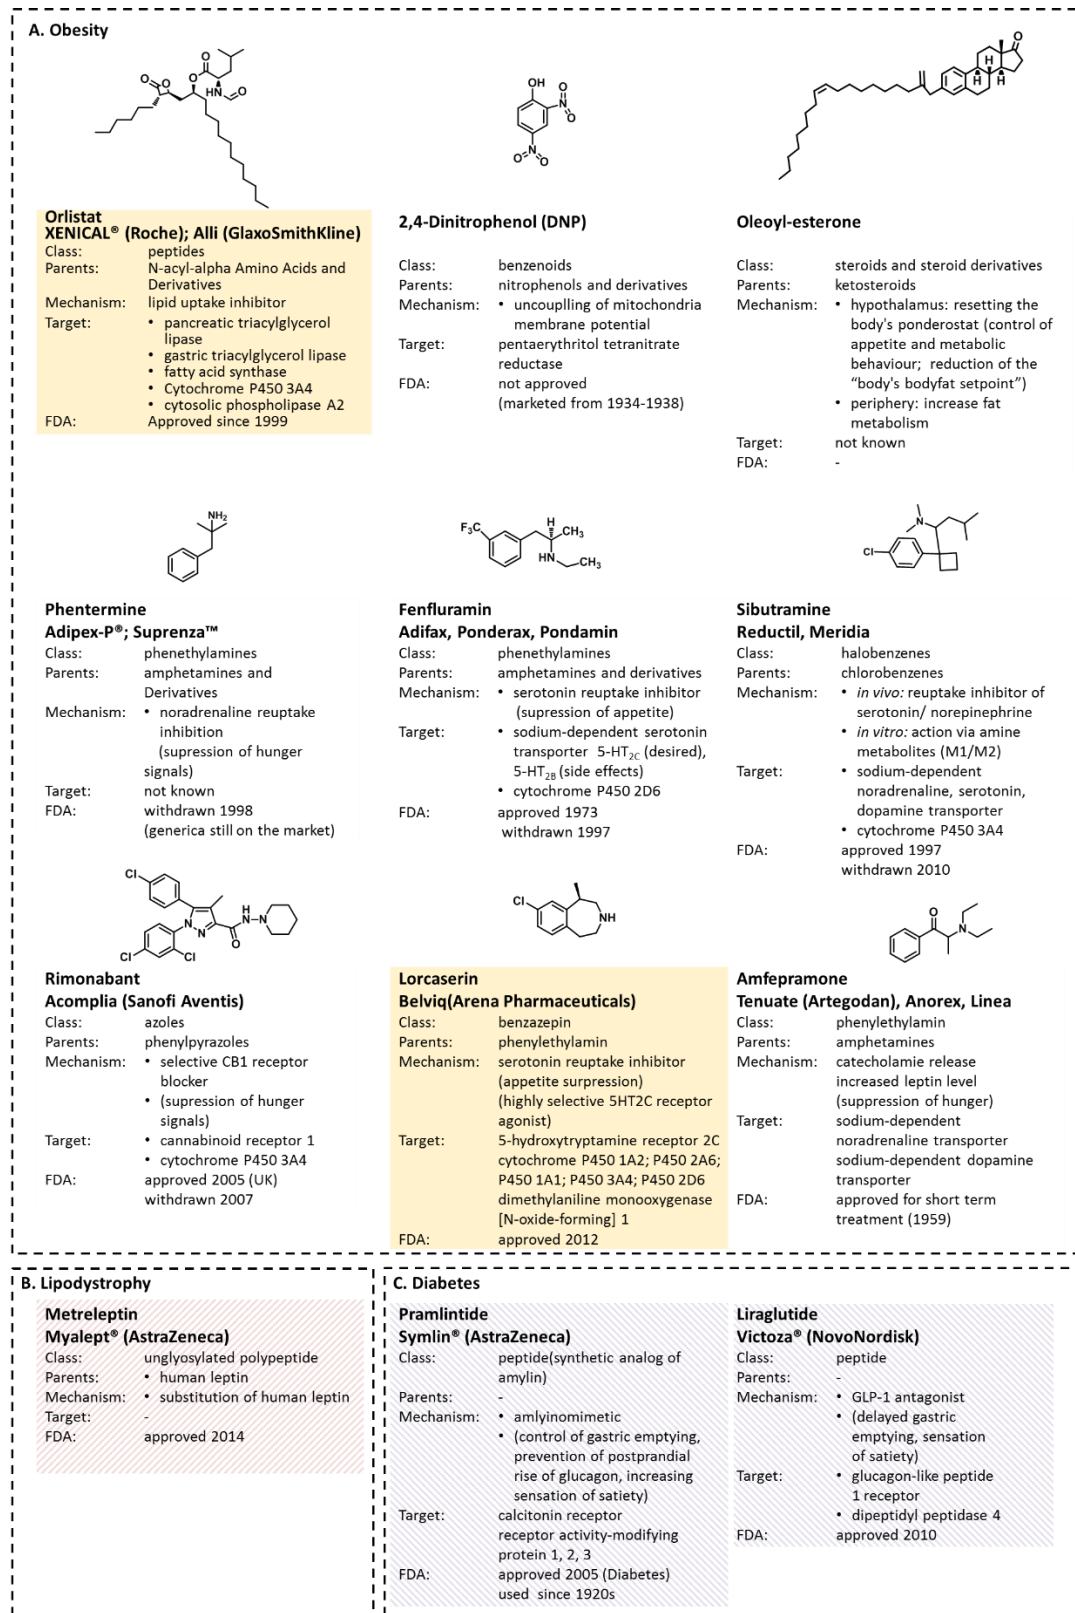 A. Obesity
Orlistat
XENICAL® (Roche); Alli (GlaxoSmithKline)
Class: peptides
Parents: N-acyl-alpha Amino Acids and
Derivatives
Mechanism: lipid uptake inhibitor
Target: • pancreatic triacylglycerol
lipase
• gastric triacylglycerol lipase
• fatty acid synthase
• Cytochrome P450 3A4
• cytosolic phospholipase A2
FDA: Approved since 1999
OH
NO₂
2,4-Dinitrophenol (DNP)
Class: benzenoids
Parents: nitrophenols and derivatives
Mechanism: • uncouplling of mitochondria
membrane potential
Target: pentaerythritol tetranitrate
reductase
FDA: not approved
(marketed from 1934-1938)
Oleoyl-esterone
Class: steroids and steroid derivatives
Parents: ketosteroids
Mechanism: • hypothalamus: resetting the
body's ponderostat (control of
appetite and metabolic
behaviour; reduction of the
“body's bodyfat setpoint”)
• periphery: increase fat
metabolism
Target: not known
FDA: -
NH₂
Phentermine
Adipex-P®; Suprenza™
Class: phenethylamines
Parents: amphetamines and
Derivatives
Mechanism: • noradrenaline reuptake
inhibition
(supression of hunger
signals)
Target: not known
FDA: withdrawn 1998
(generica still on the market)
F₃C
H
CH₃
HN
CH₃
Fenfluramin
Adifax, Ponderax, Pondamin
Class: phenethylamines
Parents: amphetamines and derivatives
Mechanism: • serotonin reuptake inhibitor
(supression of appetite)
Target: • sodium-dependent serotonin
transporter 5-HT₂C (desired),
5-HT₂B (side effects)
• cytochrome P450 2D6
FDA: approved 1973
withdrawn 1997
N
Cl
Sibutramine
Reductil, Meridia
Class: halobenzenes
Parents: chlorobenzenes
Mechanism: • in vivo: reuptake inhibitor of
serotonin/ norepinephrine
• in vitro: action via amine
metabolites (M1/M2)
Target: • sodium-dependent
noradrenaline, serotonin,
dopamine transporter
• cytochrome P450 3A4
FDA: approved 1997
withdrawn 2010
Rimonabant
Acomplia (Sanofi Aventis)
Class: azoles
Parents: phenylpyrazoles
Mechanism: • selective CB1 receptor
blocker
• (supression of hunger
signals)
Target: • cannabinoid receptor 1
• cytochrome P450 3A4
FDA: approved 2005 (UK)
withdrawn 2007
Cl
NH
Lorcaserin
Belviq(Arena Pharmaceuticals)
Class: benzazepin
Parents: phenylethylamin
Mechanism: serotonin reuptake inhibitor
(appetite surpression)
(highly selective 5HT2C receptor
agonist)
Target: 5-hydroxytryptamine receptor 2C
cytochrome P450 1A2; P450 2A6;
P450 1A1; P450 3A4; P450 2D6
dimethylaniline monooxygenase
[N-oxide-forming] 1
FDA: approved 2012
O
N
Amfepramone
Tenuate (Artegodan), Anorex, Linea
Class: phenylethylamin
Parents: amphetamines
Mechanism: catecholamie release
increased leptin level
(suppression of hunger)
Target: sodium-dependent
noradrenaline transporter
sodium-dependent dopamine
transporter
FDA: approved for short term
treatment (1959)
B. Lipodystrophy
Metreleptin
Myalept® (AstraZeneca)
Class: unglyosylated polypeptide
Parents: • human leptin
Mechanism: • substitution of human leptin
Target: -
FDA: approved 2014
C. Diabetes
Pramlintide
Symlin® (AstraZeneca)
Class: peptide(synthetic analog of
amylin)
Parents: -
Mechanism: • amlyinomimetic
• (control of gastric emptying,
prevention of postprandial
rise of glucagon, increasing
sensation of satiety)
Target: calcitonin receptor
receptor activity-modifying
protein 1, 2, 3
FDA: approved 2005 (Diabetes)
used since 1920s
Liraglutide
Victoza® (NovoNordisk)
Class: peptide
Parents: -
Mechanism: • GLP-1 antagonist
• (delayed gastric
emptying, sensation
of satiety)
Target: • glucagon-like peptide
1 receptor
• dipeptidyl peptidase 4
FDA: approved 2010